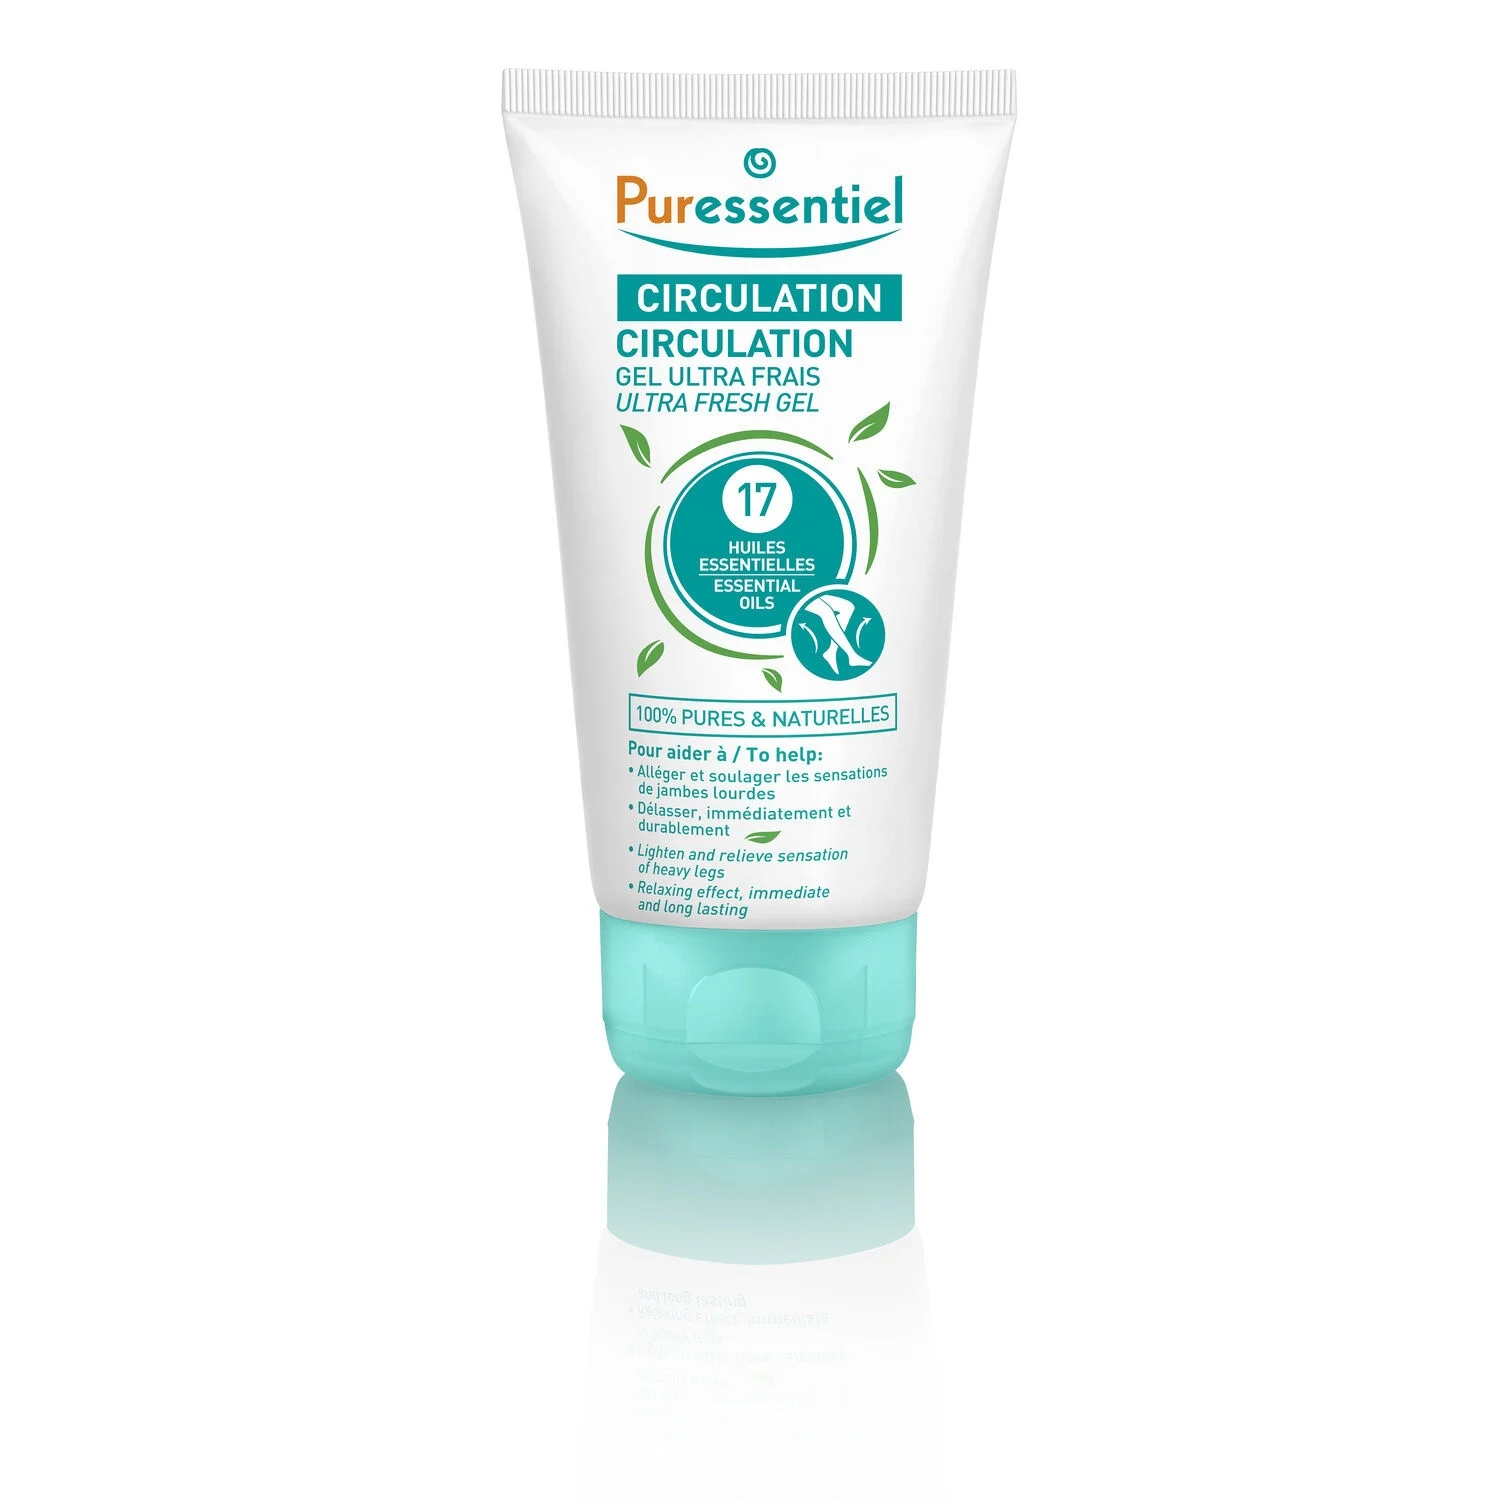 Puressentiel
CIRCULATION
CIRCULATION
GEL ULTRA FRAIS
ULTRA FRESH GEL
17
HUILES
ESSENTIELLES
ESSENTIAL
OILS
100% PURES & NATURELLES
Pour aider à / To help:
• Alléger et soulager les sensations
de jambes lourdes
• Délasser, immédiatement et
durablement
• Lighten and relieve sensation
of heavy legs
• Relaxing effect, immediate
and long lasting